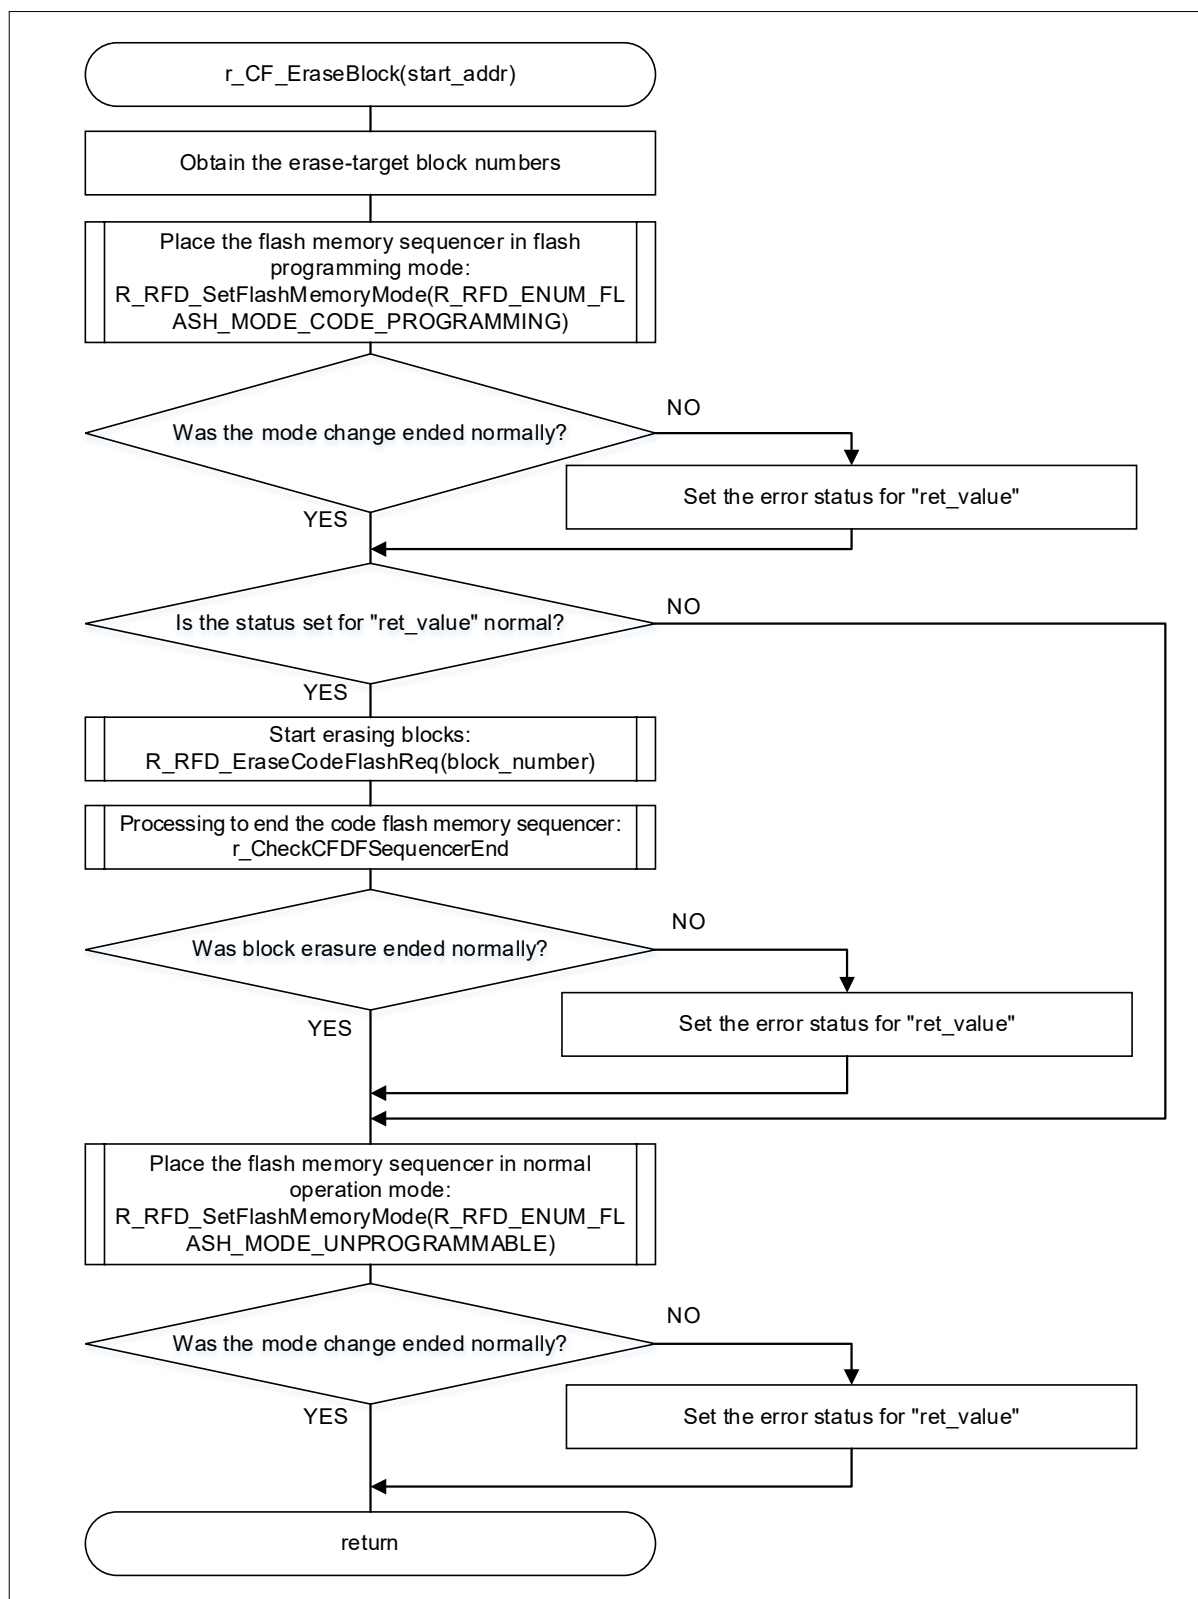 r_CF_EraseBlock(start_addr)
Obtain the erase-target block numbers
Place the flash memory sequencer in flash
programming mode:
R_RFD_SetFlashMemoryMode(R_RFD_ENUM_FL
ASH_MODE_CODE_PROGRAMMING)
Was the mode change ended normally?
NO
Set the error status for "ret_value"
YES
Is the status set for "ret_value" normal?
NO
YES
Start erasing blocks:
R_RFD_EraseCodeFlashReq(block_number)
Processing to end the code flash memory sequencer:
r_CheckCFDFSequencerEnd
Was block erasure ended normally?
NO
Set the error status for "ret_value"
YES
Place the flash memory sequencer in normal
operation mode:
R_RFD_SetFlashMemoryMode(R_RFD_ENUM_FL
ASH_MODE_UNPROGRAMMABLE)
Was the mode change ended normally?
NO
Set the error status for "ret_value"
YES
return